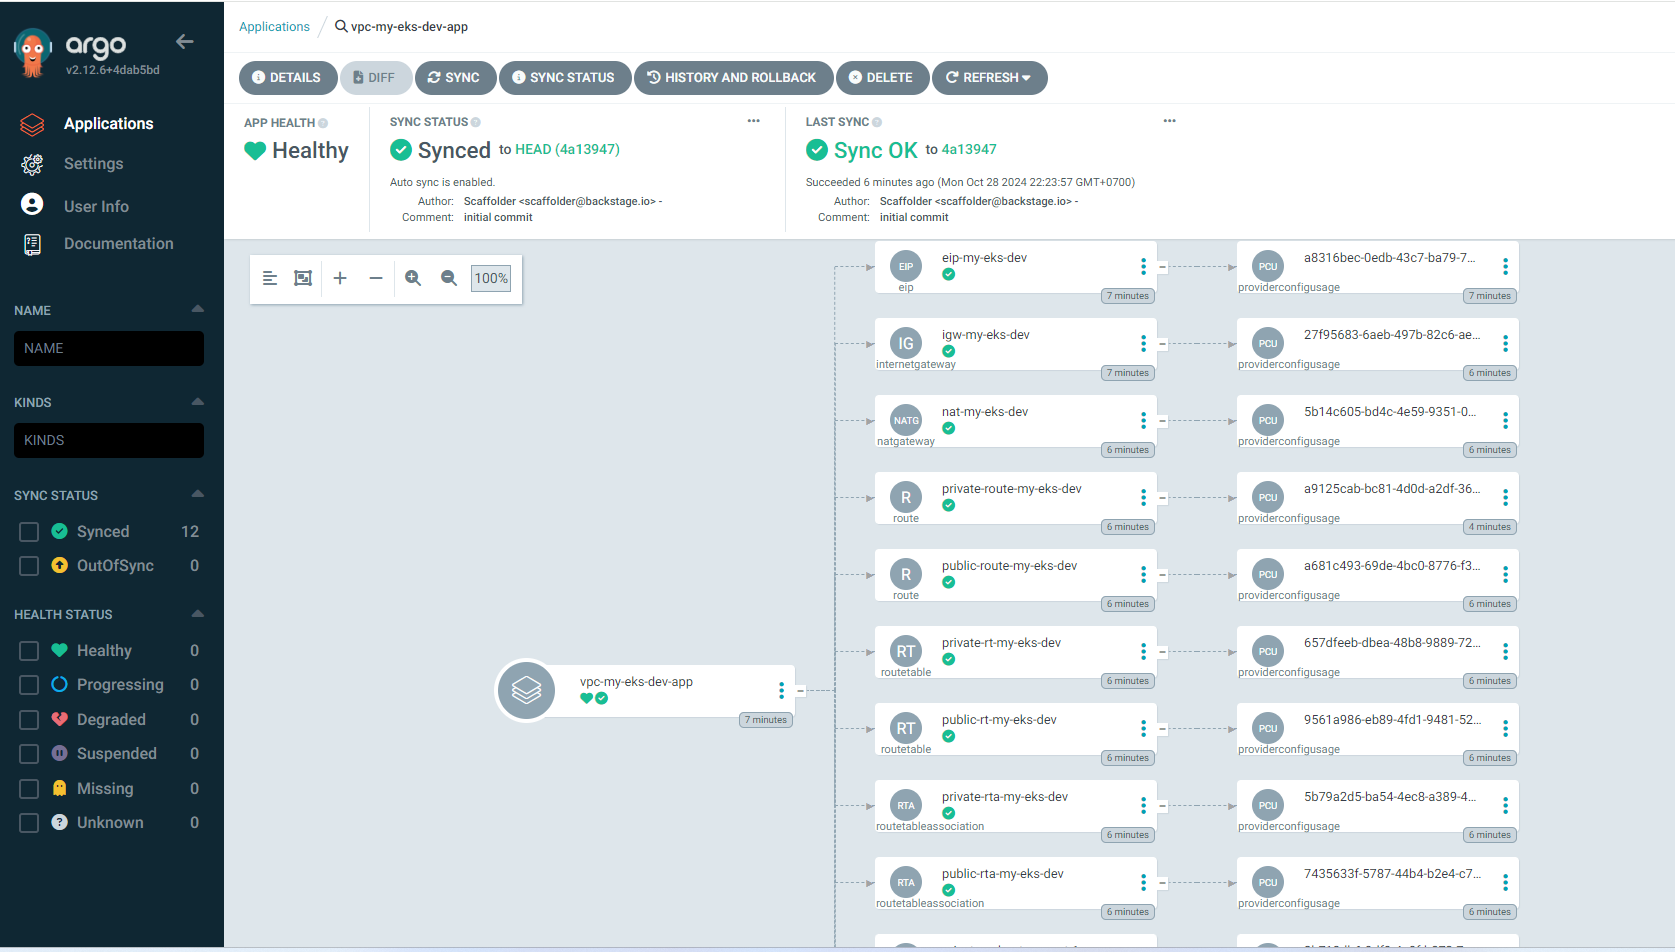 argo
v2.12.6+4dab5bd
Applications
Settings
User Info
Documentation
NAME
NAME
KINDS
KINDS
SYNC STATUS
Synced 12
OutOfSync 0
HEALTH STATUS
Healthy 0
Progressing 0
Degraded 0
Suspended 0
Missing 0
Unknown 0
Applications / vpc-my-eks-dev-app
DETAILS DIFF SYNC SYNC STATUS HISTORY AND ROLLBACK DELETE REFRESH
APP HEALTH
Healthy
SYNC STATUS
Synced to HEAD (4a13947)
Auto sync is enabled.
Author: Scaffolder <scaffolder@backstage.io> -
Comment: initial commit
LAST SYNC
Sync OK to 4a13947
Succeeded 6 minutes ago (Mon Oct 28 2024 22:23:57 GMT+0700)
Author: Scaffolder <scaffolder@backstage.io> -
Comment: initial commit
100%
vpc-my-eks-dev-app
7 minutes
EIP
eip
eip-my-eks-dev
7 minutes
PCU
providerconfigusage
a8316bec-0edb-43c7-ba79-7...
7 minutes
IG
internetgateway
igw-my-eks-dev
7 minutes
PCU
providerconfigusage
27f95683-6aeb-497b-82c6-ae...
6 minutes
NATG
natgateway
nat-my-eks-dev
6 minutes
PCU
providerconfigusage
5b14c605-bd4c-4e59-9351-0...
6 minutes
R
route
private-route-my-eks-dev
6 minutes
PCU
providerconfigusage
a9125cab-bc81-4d0d-a2df-36...
4 minutes
R
route
public-route-my-eks-dev
6 minutes
PCU
providerconfigusage
a681c493-69de-4bc0-8776-f3...
6 minutes
RT
routetable
private-rt-my-eks-dev
6 minutes
PCU
providerconfigusage
657dfeeb-dbea-48b8-9889-72...
6 minutes
RT
routetable
public-rt-my-eks-dev
6 minutes
PCU
providerconfigusage
9561a986-eb89-4fd1-9481-52...
6 minutes
RTA
routetableassociation
private-rta-my-eks-dev
6 minutes
PCU
providerconfigusage
5b79a2d5-ba54-4ec8-a389-4...
6 minutes
RTA
routetableassociation
public-rta-my-eks-dev
6 minutes
PCU
providerconfigusage
7435633f-5787-44b4-b2e4-c7...
6 minutes